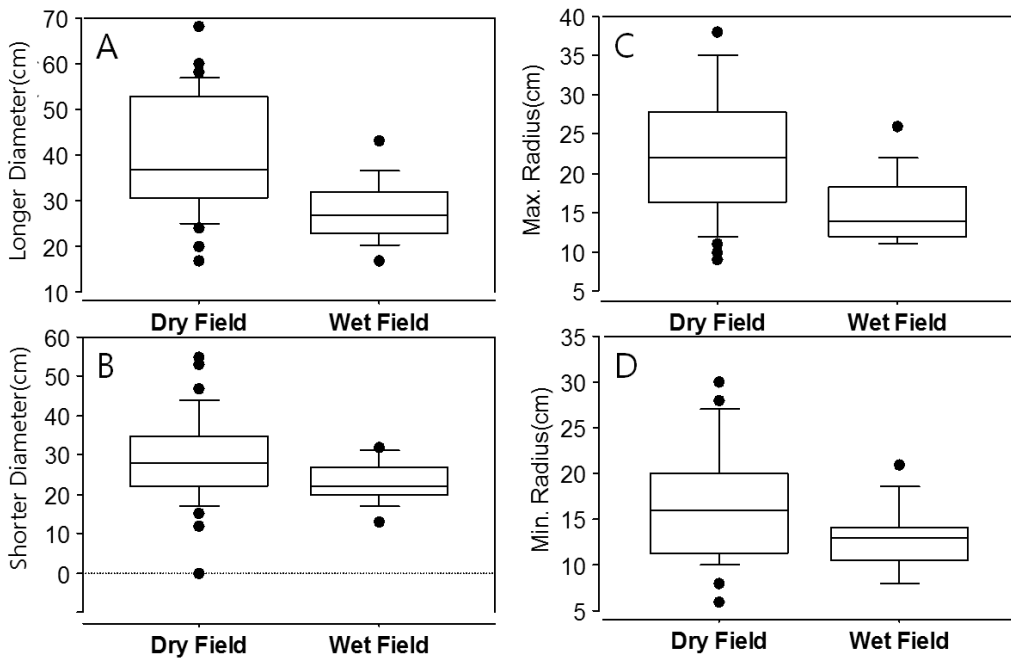 A
Longer Diameter(cm)
70
60
50
40
30
20
10
Dry Field Wet Field
C
Max. Radius(cm)
40
35
30
25
20
15
10
5
Dry Field Wet Field
B
Shorter Diameter(cm)
60
50
40
30
20
10
0
Dry Field Wet Field
D
Min. Radius(cm)
35
30
25
20
15
10
5
Dry Field Wet Field